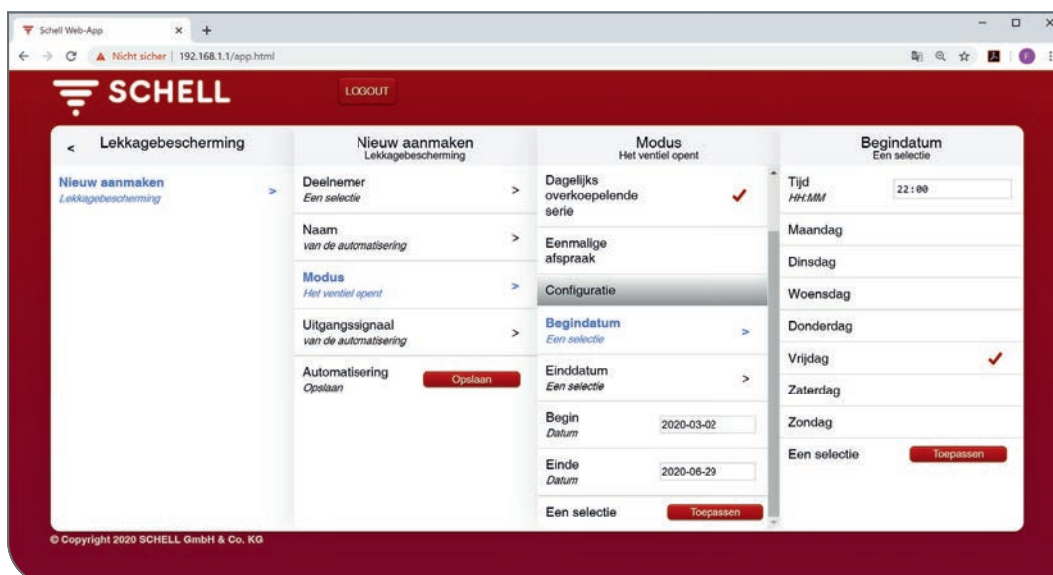 Schell Web-App
Nicht sicher | 192.168.1.1/app.html
F
SCHELL
LOGOUT
< Lekkagebescherming
Nieuw aanmaken >
Lekkagebescherming
Nieuw aanmaken
Lekkagebescherming
Deelnemer >
Een selectie
Naam >
van de automatisering
Modus >
Het ventiel opent
Uitgangssignaal >
van de automatisering
Automatisering
Opslaan
Opslaan
Modus
Het ventiel opent
Dagelijks
overkoepelende
serie
Eenmalige
afspraak
Configuratie
Begindatum >
Een selectie
Einddatum >
Een selectie
Begin
Datum
2020-03-02
Einde
Datum
2020-06-29
Een selectie
Toepassen
Begindatum
Een selectie
Tijd
HH:MM
22:00
Maandag
Dinsdag
Woensdag
Donderdag
Vrijdag
Zaterdag
Zondag
Een selectie
Toepassen
© Copyright 2020 SCHELL GmbH & Co. KG